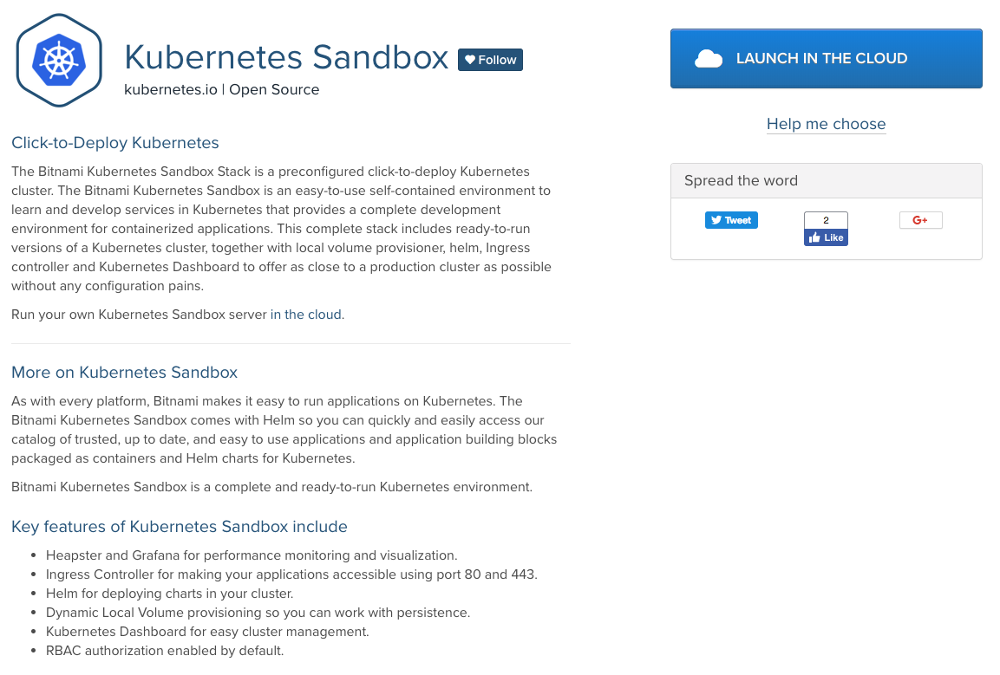 Kubernetes Sandbox
Follow
kubernetes.io | Open Source
LAUNCH IN THE CLOUD
Help me choose
Spread the word
Tweet
2
Like
G+
Click-to-Deploy Kubernetes
The Bitnami Kubernetes Sandbox Stack is a preconfigured click-to-deploy Kubernetes
cluster. The Bitnami Kubernetes Sandbox is an easy-to-use self-contained environment to
learn and develop services in Kubernetes that provides a complete development
environment for containerized applications. This complete stack includes ready-to-run
versions of a Kubernetes cluster, together with local volume provisioner, helm, Ingress
controller and Kubernetes Dashboard to offer as close to a production cluster as possible
without any configuration pains.
Run your own Kubernetes Sandbox server in the cloud.
More on Kubernetes Sandbox
As with every platform, Bitnami makes it easy to run applications on Kubernetes. The
Bitnami Kubernetes Sandbox comes with Helm so you can quickly and easily access our
catalog of trusted, up to date, and easy to use applications and application building blocks
packaged as containers and Helm charts for Kubernetes.
Bitnami Kubernetes Sandbox is a complete and ready-to-run Kubernetes environment.
Key features of Kubernetes Sandbox include
• Heapster and Grafana for performance monitoring and visualization.
• Ingress Controller for making your applications accessible using port 80 and 443.
• Helm for deploying charts in your cluster.
• Dynamic Local Volume provisioning so you can work with persistence.
• Kubernetes Dashboard for easy cluster management.
• RBAC authorization enabled by default.